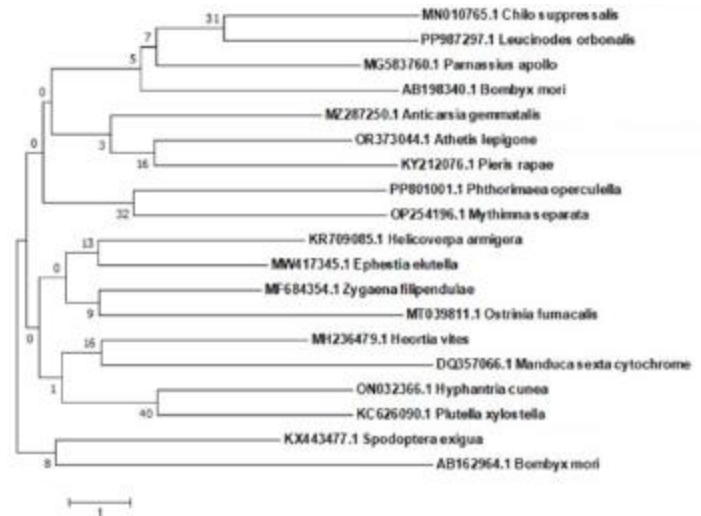 31
MN010765.1 Chilo suppressalis
7
PP987297.1 Leucinodes orbonalis
5
MG583760.1 Parnassius apollo
0
AB198340.1 Bombyx mori
MZ287250.1 Anticarsia gemmatalis
0
3
OR373044.1 Athetis lepigone
16
KY212076.1 Pieris rapae
PP801001.1 Phthorimaea operculella
32
OP254196.1 Mythimna separata
13
KR709085.1 Helicoverpa armigera
0
MW417345.1 Ephestia elutella
MF684354.1 Zygaena filipendulae
9
MT039811.1 Ostrinia furnacalis
0
16
MH236479.1 Heortia vites
DQ357066.1 Manduca sexta cytochrome
1
ON032366.1 Hyphantria cunea
40
KC626090.1 Plutella xylostella
KX443477.1 Spodoptera exigua
8
AB162964.1 Bombyx mori
1